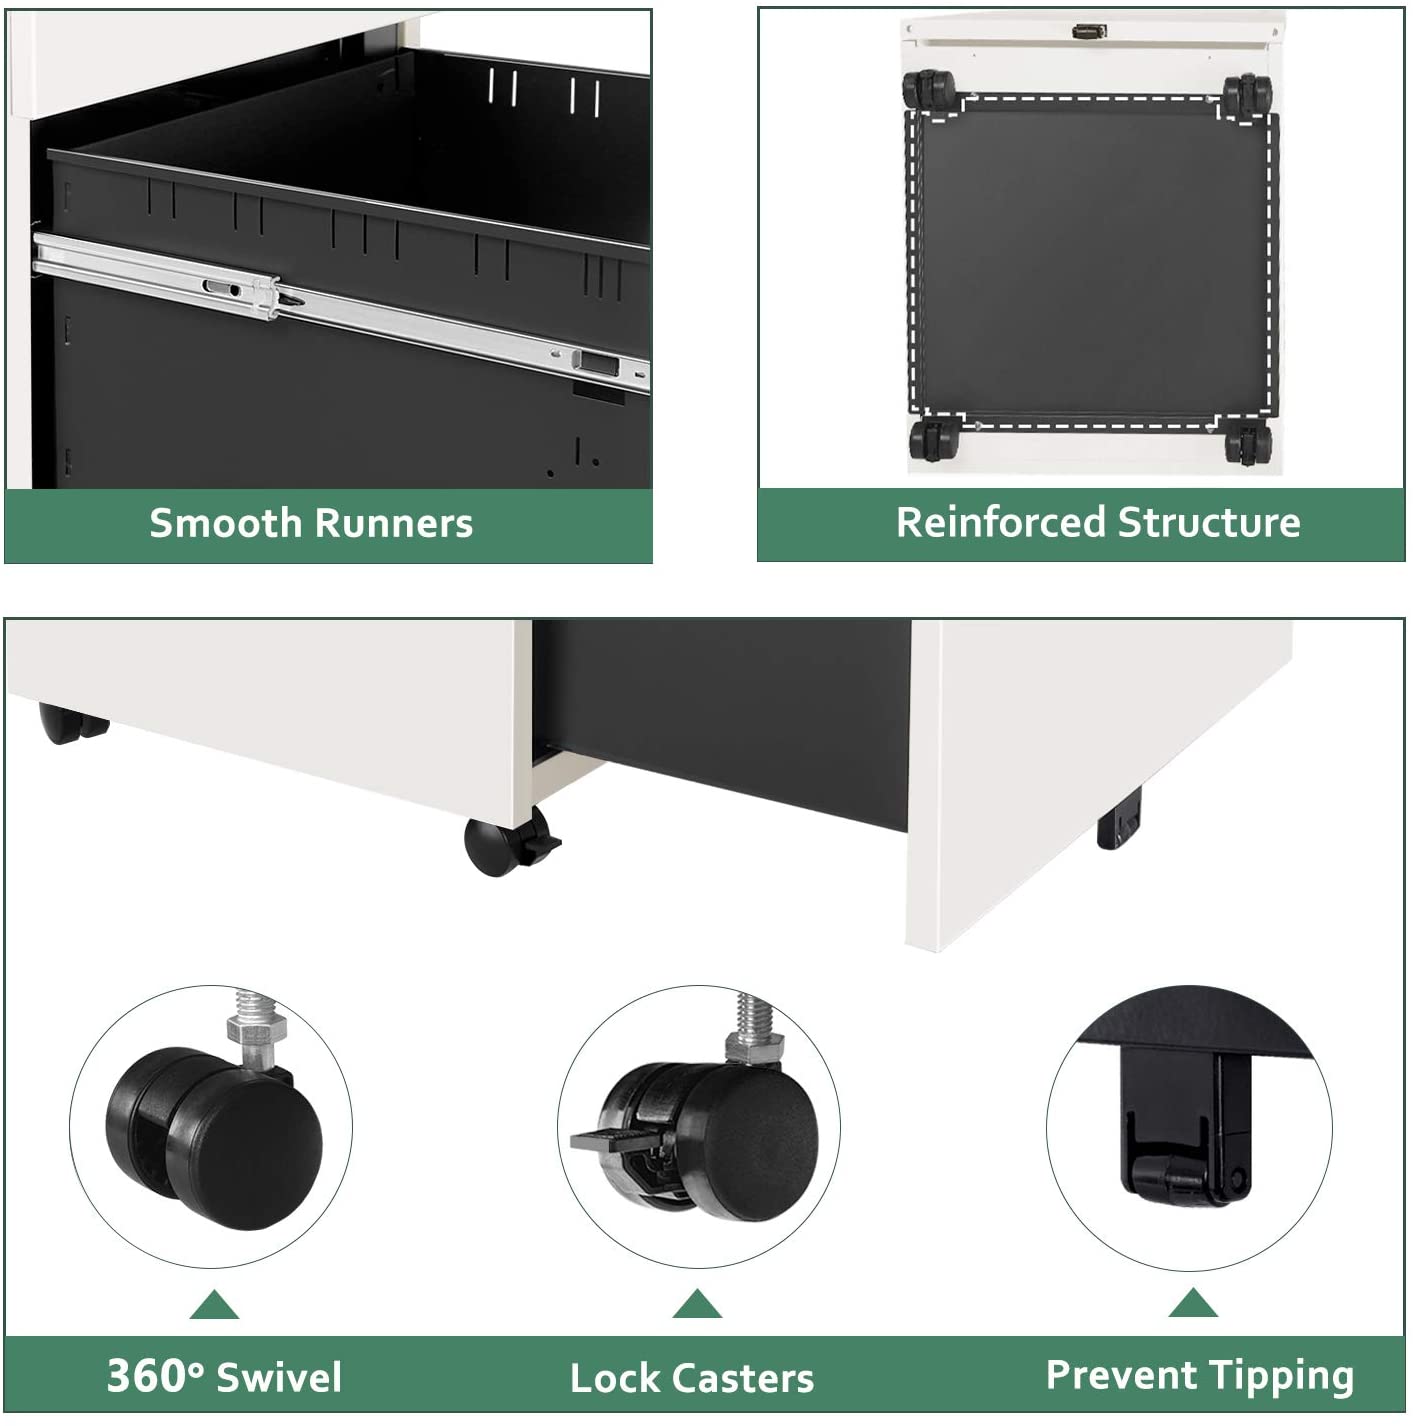 Smooth Runners
Reinforced Structure
360° Swivel
Lock Casters
Prevent Tipping